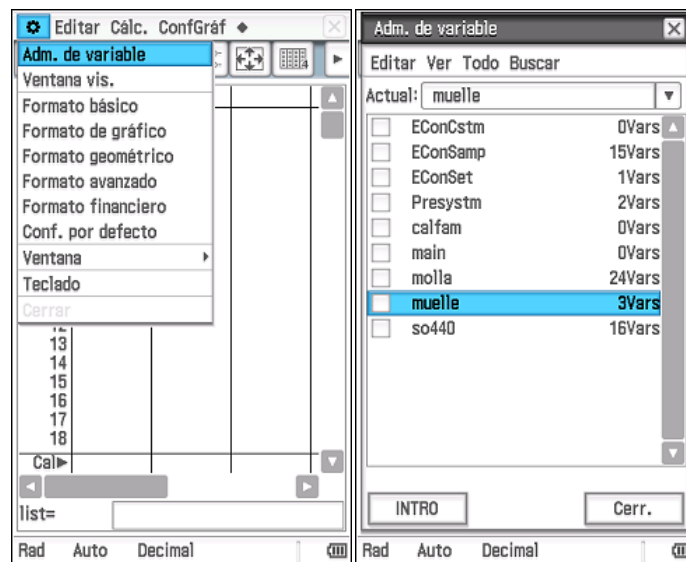 Editar Cálc. ConfGráf
Adm. de variable
Ventana vis.
Formato básico
Formato de gráfico
Formato geométrico
Formato avanzado
Formato financiero
Conf. por defecto
Ventana
Teclado
Cerrar
12
13
14
15
16
17
18
Cal
list=
Rad Auto Decimal
Adm. de variable
Editar Ver Todo Buscar
Actual: muelle
EConCstm 0Vars
EConSamp 15Vars
EConSet 1Vars
Presystm 2Vars
calfam 0Vars
main 0Vars
molla 24Vars
muelle 3Vars
so440 16Vars
INTRO Cerr.
Rad Auto Decimal